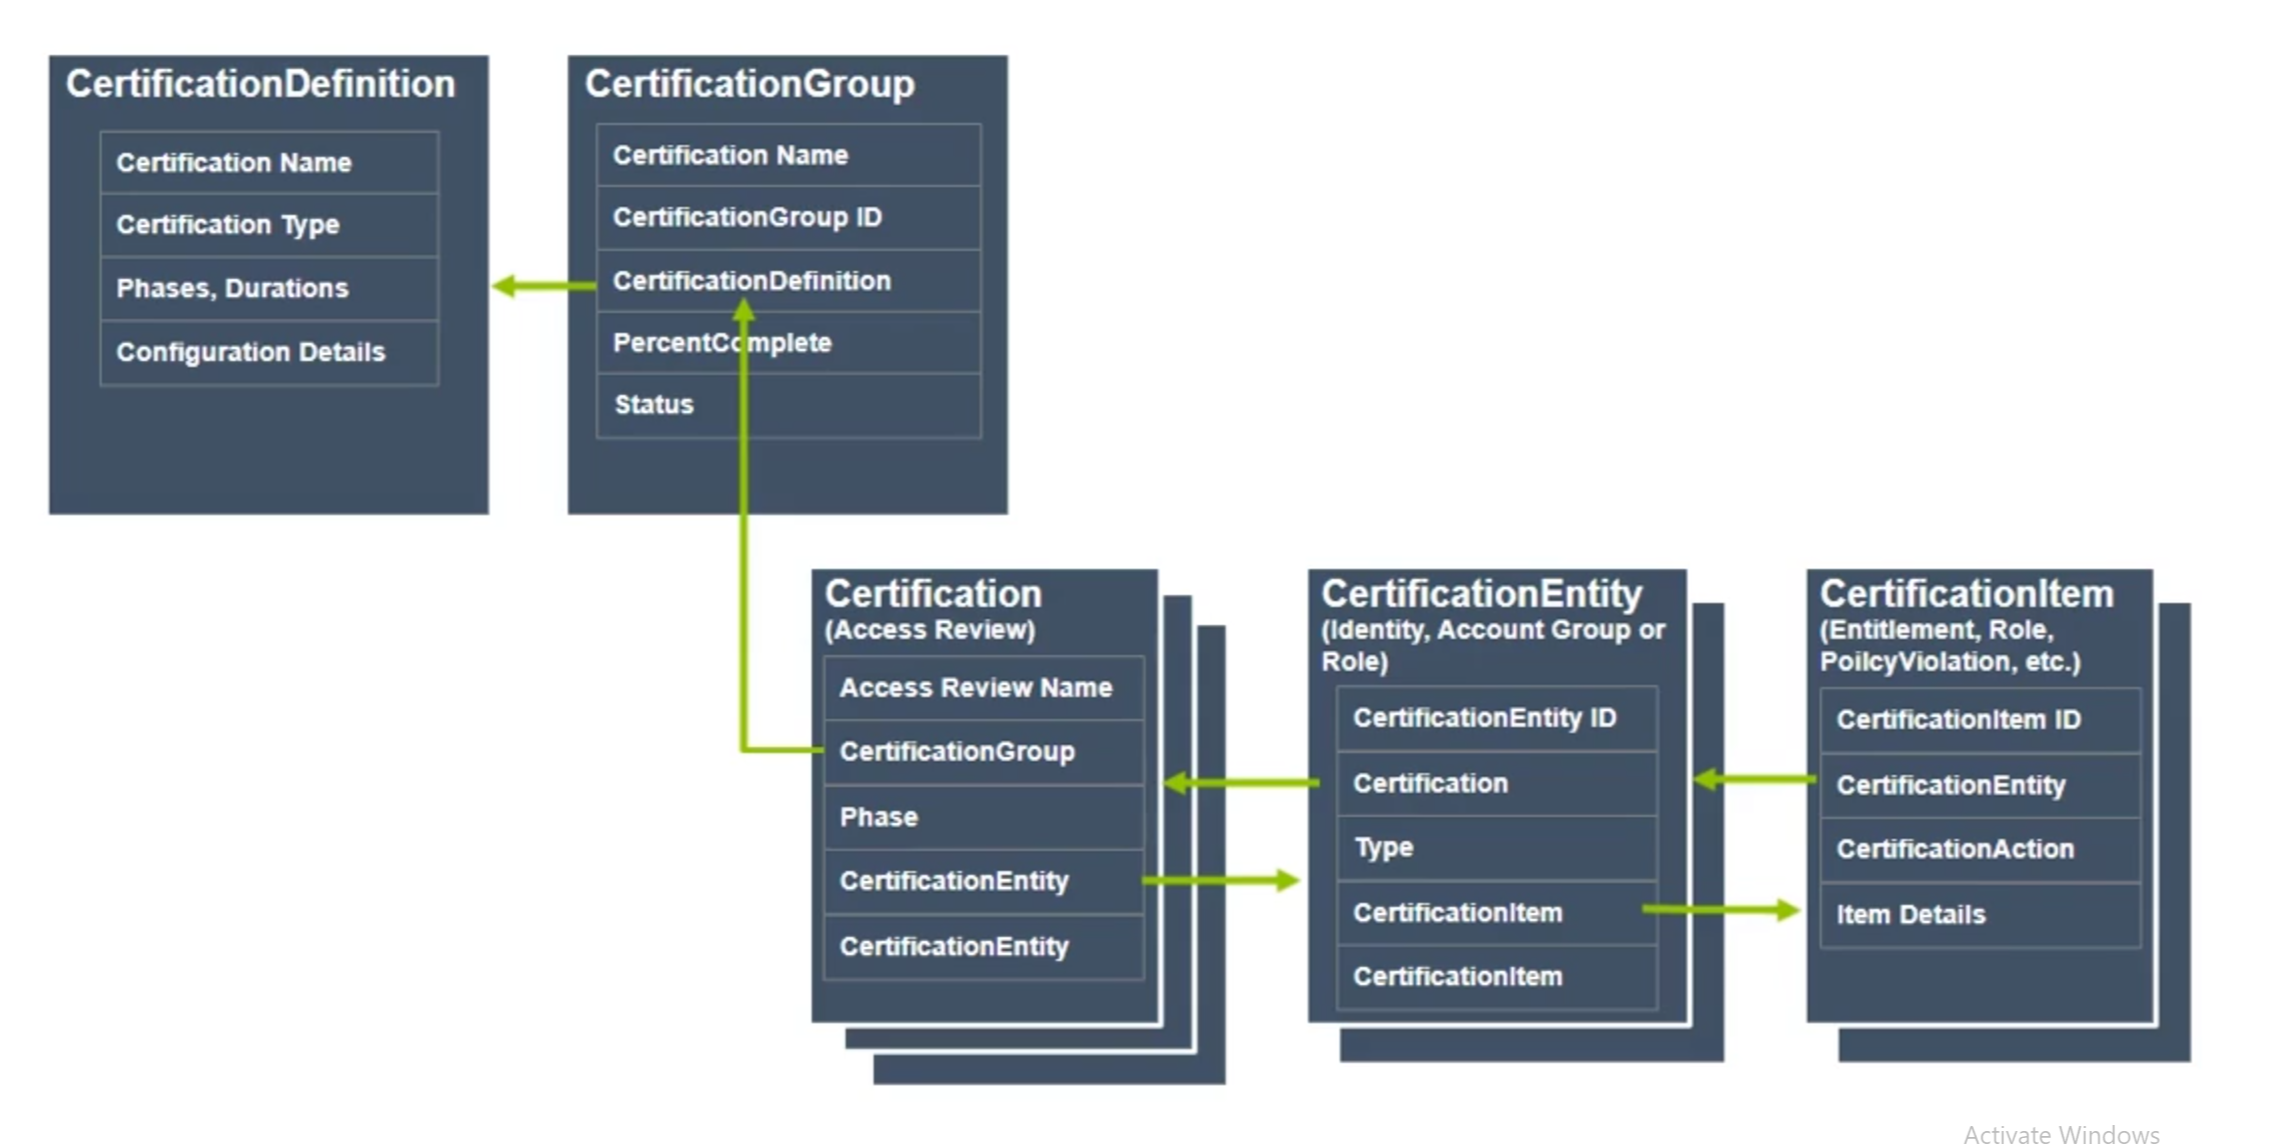 CertificationDefinition
Certification Name
Certification Type
Phases, Durations
Configuration Details
CertificationGroup
Certification Name
CertificationGroup ID
CertificationDefinition
PercentComplete
Status
Certification
(Access Review)
Access Review Name
CertificationGroup
Phase
CertificationEntity
CertificationEntity
CertificationEntity
(Identity, Account Group or
Role)
CertificationEntity ID
Certification
Type
CertificationItem
CertificationItem
CertificationItem
(Entitlement, Role,
PoilcyViolation, etc.)
CertificationItem ID
CertificationEntity
CertificationAction
Item Details
Activate Windows